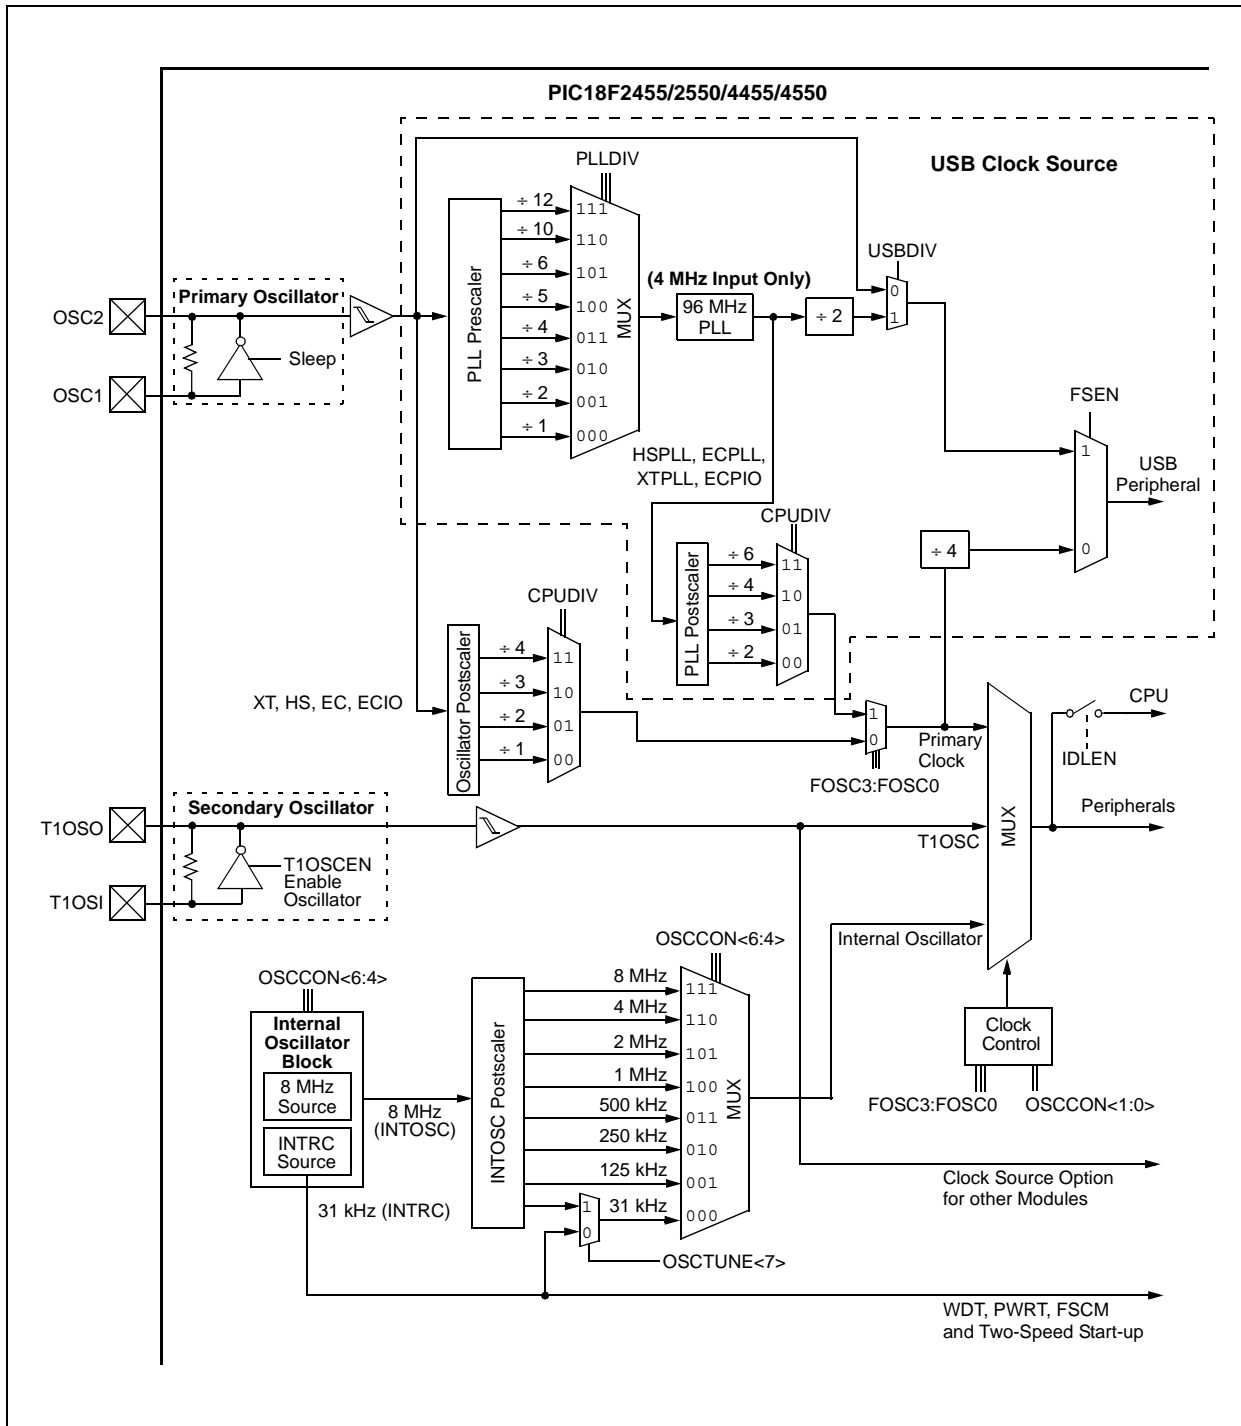 PIC18F2455/2550/4455/4550
USB Clock Source
PLLDIV
PLL Prescaler
÷ 12
÷ 10
÷ 6
÷ 5
÷ 4
÷ 3
÷ 2
÷ 1
111
110
101
100
011
010
001
000
MUX
(4 MHz Input Only)
96 MHz
PLL
÷ 2
USBDIV
0
1
Primary Oscillator
OSC2
OSC1
Sleep
FSEN
1
0
USB
Peripheral
÷ 4
HSPLL, ECPLL,
XTPLL, ECPIO
CPUDIV
PLL Postscaler
÷ 6
÷ 4
÷ 3
÷ 2
11
10
01
00
CPUDIV
XT, HS, EC, ECIO
Oscillator Postscaler
÷ 4
÷ 3
÷ 2
÷ 1
11
10
01
00
1
0
FOSC3:FOSC0
Primary
Clock
CPU
IDLEN
Peripherals
MUX
Secondary Oscillator
T1OSO
T1OSI
T1OSCEN
Enable
Oscillator
T1OSC
Internal Oscillator
OSCCON<6:4>
OSCCON<6:4>
Internal
Oscillator
Block
8 MHz
Source
INTRC
Source
8 MHz
(INTOSC)
31 kHz (INTRC)
INTOSC Postscaler
8 MHz
4 MHz
2 MHz
1 MHz
500 kHz
250 kHz
125 kHz
31 kHz
1
0
111
110
101
100
011
010
001
000
MUX
OSCTUNE<7>
Clock
Control
FOSC3:FOSC0
OSCCON<1:0>
Clock Source Option
for other Modules
WDT, PWRT, FSCM
and Two-Speed Start-up